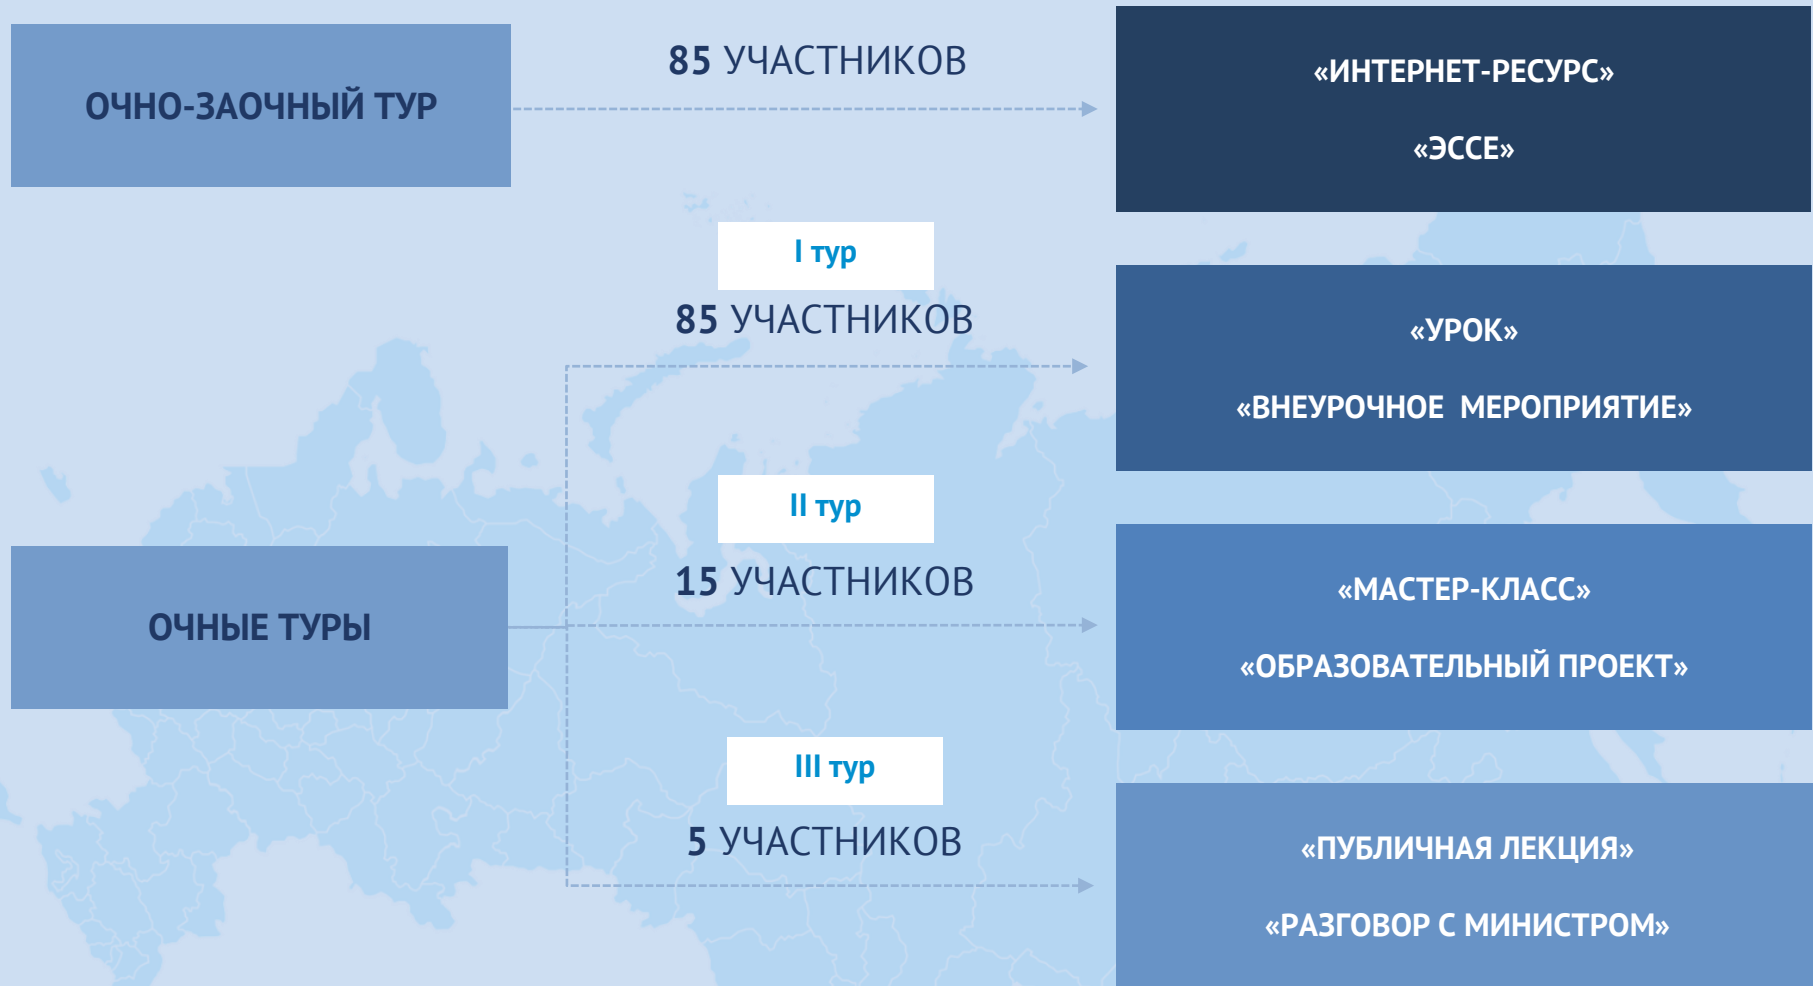 ОЧНО-ЗАОЧНЫЙ ТУР
85 УЧАСТНИКОВ
«ИНТЕРНЕТ-РЕСУРС»
«ЭССЕ»
ОЧНЫЕ ТУРЫ
I тур
85 УЧАСТНИКОВ
«УРОК»
«ВНЕУРОЧНОЕ МЕРОПРИЯТИЕ»
II тур
15 УЧАСТНИКОВ
«МАСТЕР-КЛАСС»
«ОБРАЗОВАТЕЛЬНЫЙ ПРОЕКТ»
III тур
5 УЧАСТНИКОВ
«ПУБЛИЧНАЯ ЛЕКЦИЯ»
«РАЗГОВОР С МИНИСТРОМ»